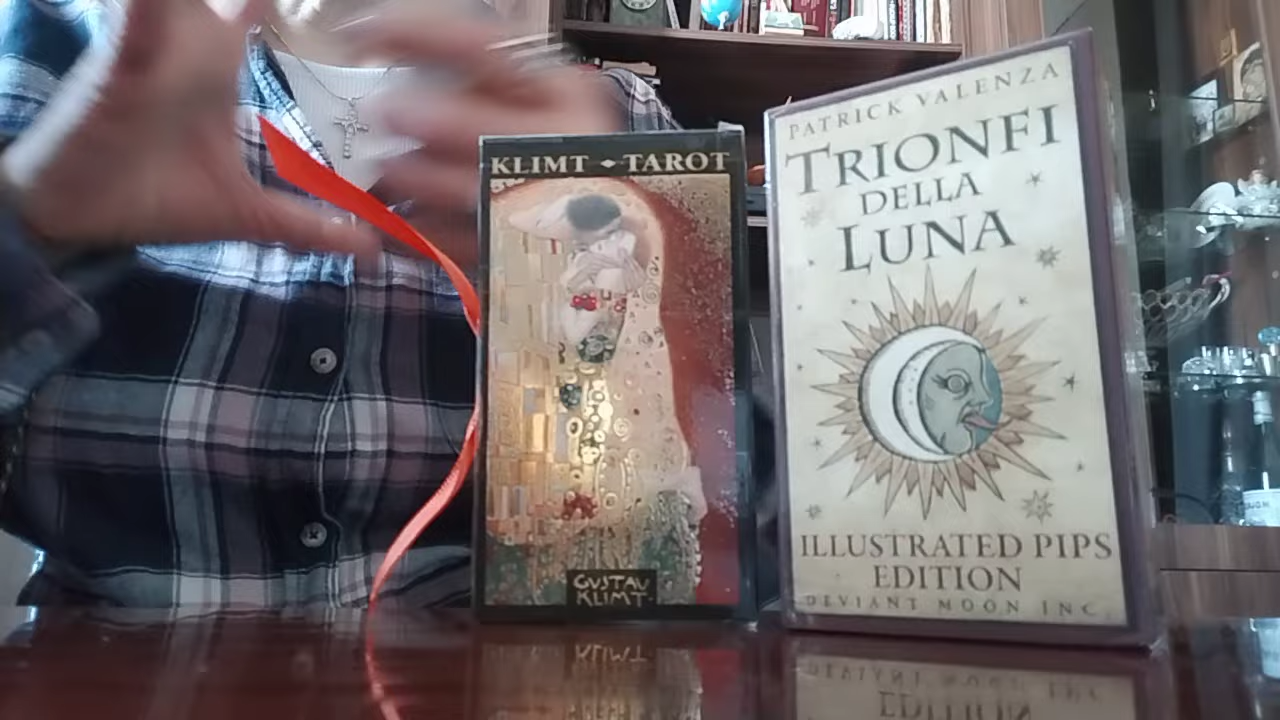 KLIMT ⬥ TAROT
GUSTAV
KLIMT
PATRICK VALENZA
TRIONFI
DELLA
LUNA
ILLUSTRATED PIPS
EDITION
DEVIANT MOON INC.